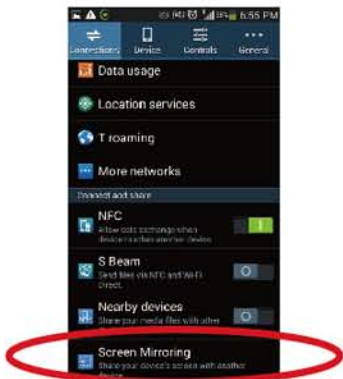 6:55 PM
Connections Device Controls General
Data usage
Location services
T roaming
More networks
Connect and share
NFC
Allow data exchange when
device touches another device
S Beam
Send files via NFC and Wi-Fi
Direct.
Nearby devices
Share your media files with other
Screen Mirroring
Share your device's screen with another
device.